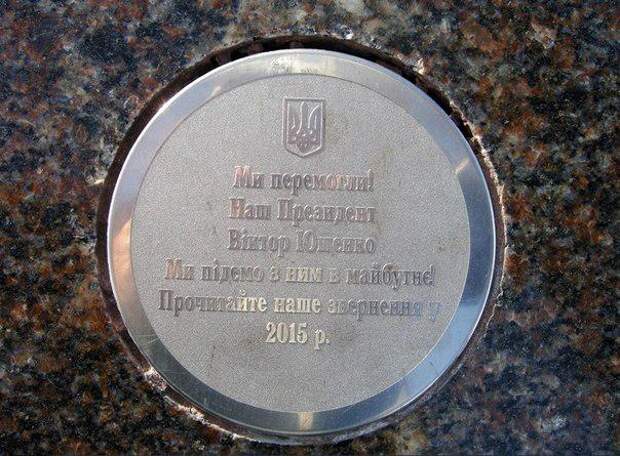 Ми перемогли!
Наш Президент
Віктор Ющенко
Ми підемо з ним в майбутнє!
Прочитайте наше звернення у
2015 р.